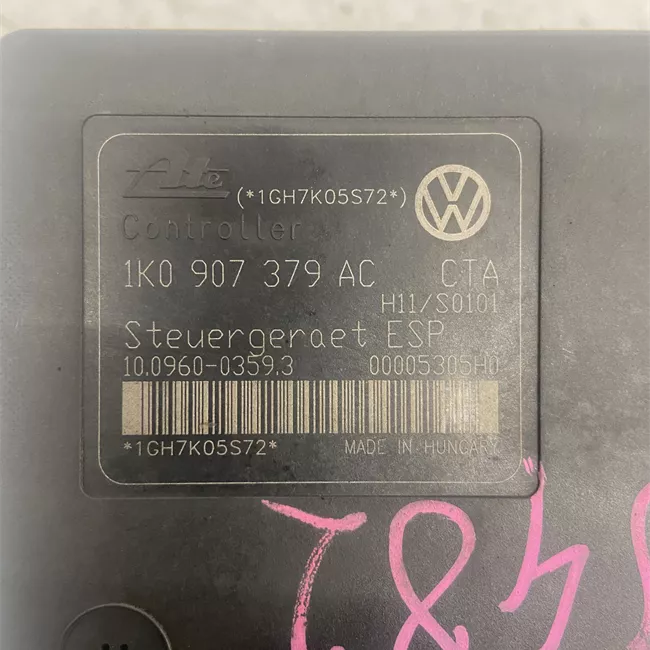 Ate (*1GH7K05S72*) VW
Controller
1K0 907 379 AC CTA
H11/S0101
Steuergeraet ESP
10.0960-0359.3 00005305H0
*1GH7K05S72*
MADE IN HUNGARY